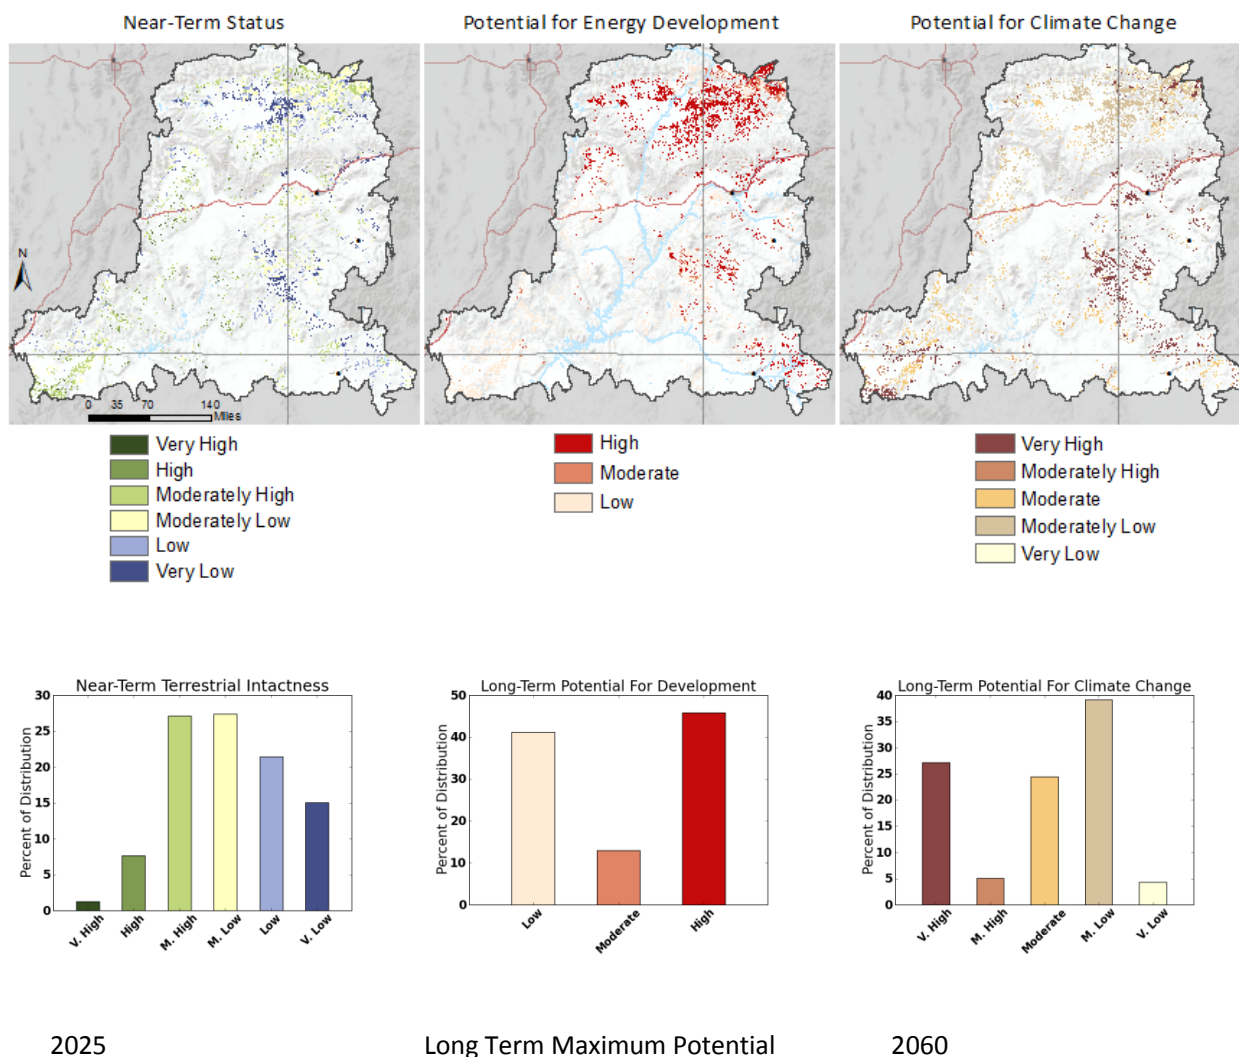 Near-Term Status
Potential for Energy Development
Potential for Climate Change
N
0 35 70 140
Miles
Very High
High
Moderately High
Moderately Low
Low
Very Low
High
Moderate
Low
Very High
Moderately High
Moderate
Moderately Low
Very Low
Near-Term Terrestrial Intactness
Percent of Distribution
30
25
20
15
10
5
0
V. High
High
M. High
M. Low
Low
V. Low
Long-Term Potential For Development
Percent of Distribution
50
40
30
20
10
0
Low
Moderate
High
Long-Term Potential For Climate Change
Percent of Distribution
40
35
30
25
20
15
10
5
0
V. High
M. High
Moderate
M. Low
V. Low
2025
Long Term Maximum Potential
2060